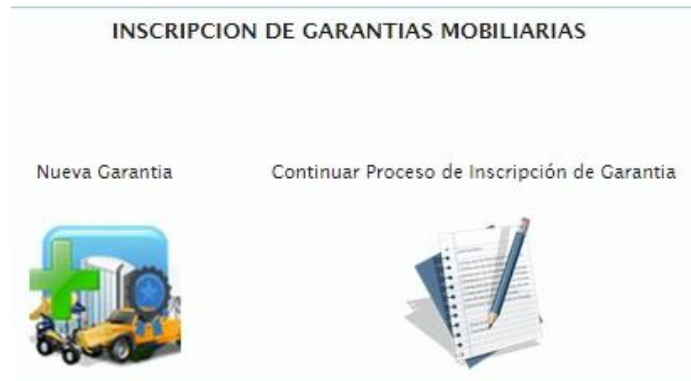 INSCRIPCION DE GARANTIAS MOBILIARIAS
Nueva Garantia
Continuar Proceso de Inscripción de Garantia